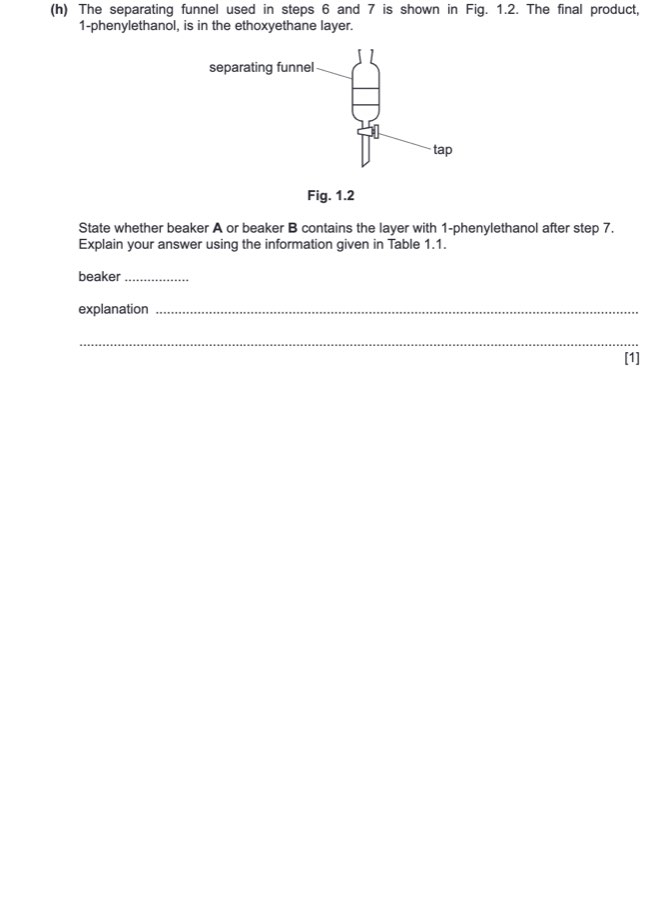 (h) The separating funnel used in steps 6 and 7 is shown in Fig. 1.2. The final product,
1-phenylethanol, is in the ethoxyethane layer.
separating funnel
tap
Fig. 1.2
State whether beaker A or beaker B contains the layer with 1-phenylethanol after step 7.
Explain your answer using the information given in Table 1.1.
beaker .................
explanation ..........................................................................................................................
.............................................................................................................................................
[1]